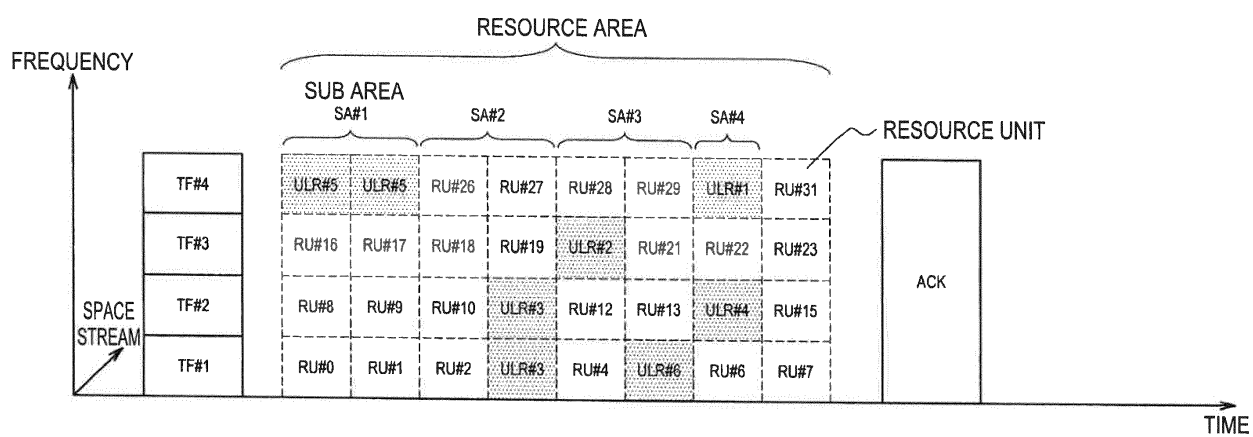 RESOURCE AREA
FREQUENCY
SUB AREA
SA#1 SA#2 SA#3 SA#4
RESOURCE UNIT
TF#4 ULR#5 ULR#5 RU#26 RU#27 RU#28 RU#29 ULR#1 RU#31
TF#3 RU#16 RU#17 RU#18 RU#19 ULR#2 RU#21 RU#22 RU#23
ACK
SPACE
STREAM
TF#2 RU#8 RU#9 RU#10 ULR#3 RU#12 RU#13 ULR#4 RU#15
TF#1 RU#0 RU#1 RU#2 ULR#3 RU#4 ULR#6 RU#6 RU#7
TIME